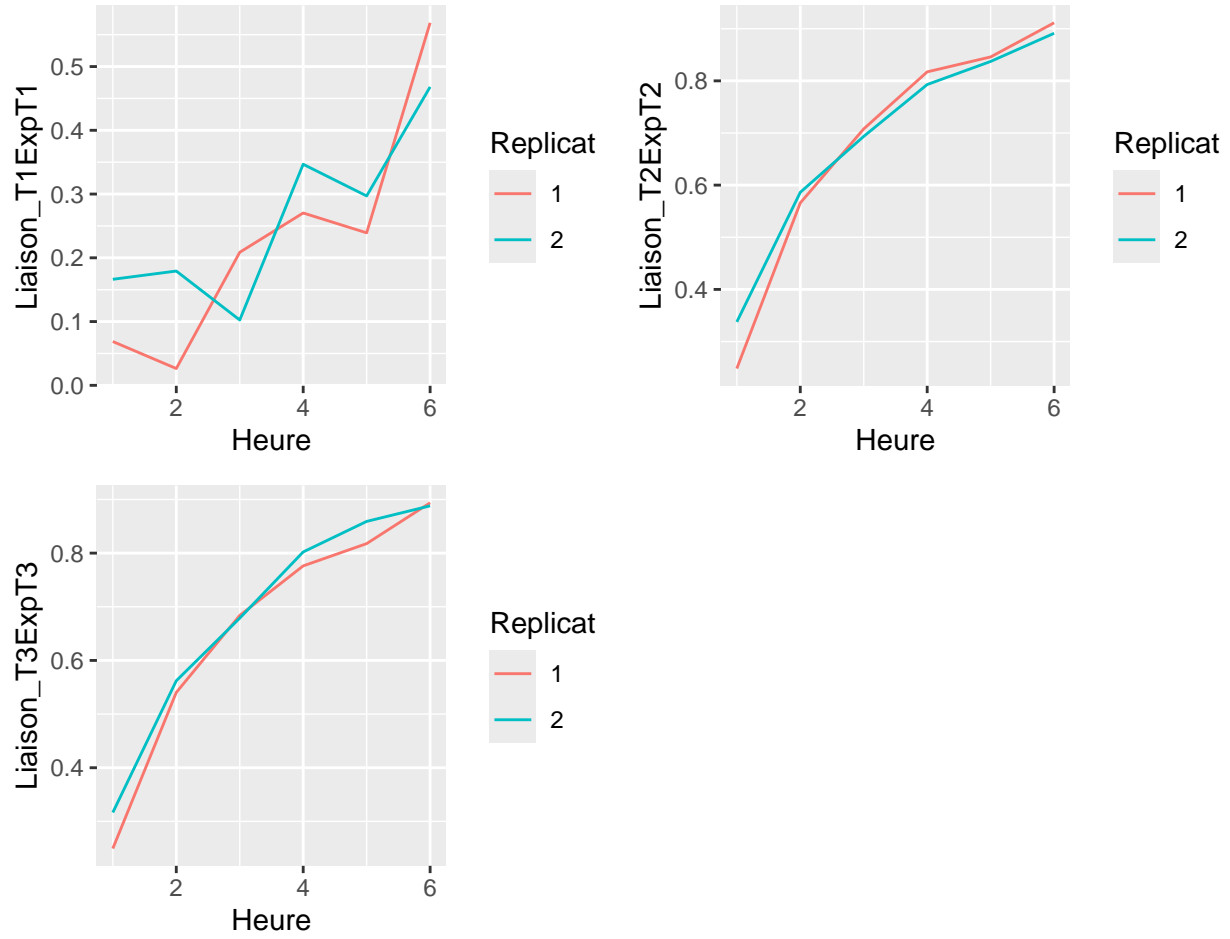 Liaison_T1ExpT1
0.5
0.4
0.3
0.2
0.1
0.0
2 4 6
Heure
Replicat
1
2
Liaison_T2ExpT2
0.8
0.6
0.4
2 4 6
Heure
Replicat
1
2
Liaison_T3ExpT3
0.8
0.6
0.4
2 4 6
Heure
Replicat
1
2